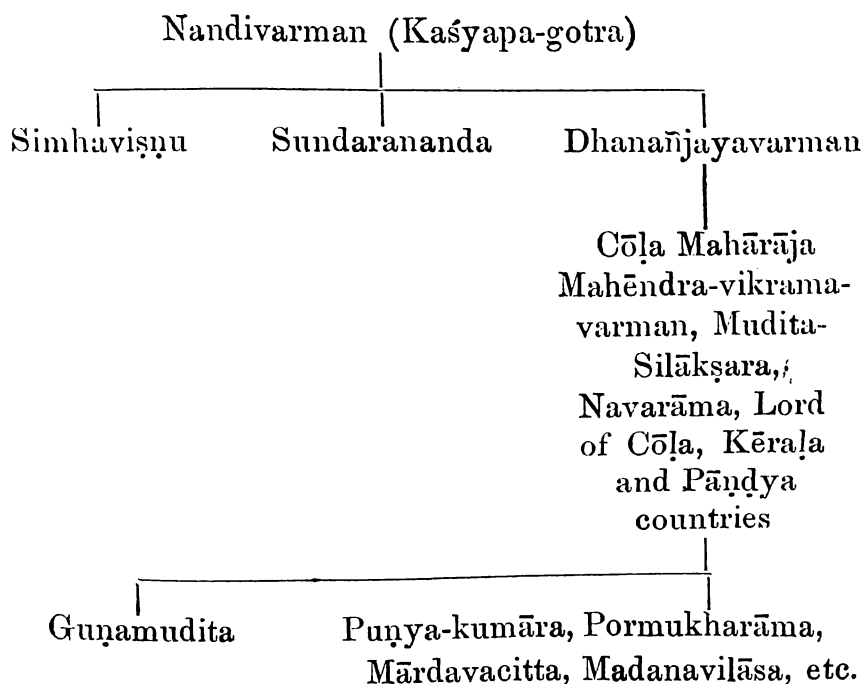 Nandivarman (Kaśyapa-gotra)
Simhaviṣṇu Sundarananda Dhanañjayavarman
Cōḷa Mahārāja
Mahēndra-vikrama-
varman, Mudita-
Silākṣara,
Navarāma, Lord
of Cōḷa, Kēraḷa
and Pāṇḍya
countries
Guṇamudita Puṇya-kumāra, Pormukharāma,
Mārdavacitta, Madanavilāsa, etc.